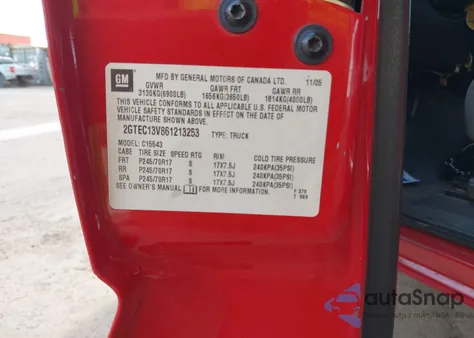 GM
MFD BY GENERAL MOTORS OF CANADA LTD. 11/05
GVWR GAWR FRT GAWR RR
3130KG(6900LB) 1656KG(3650LB) 1814KG(4000LB)
THIS VEHICLE CONFORMS TO ALL APPLICABLE U.S. FEDERAL MOTOR
VEHICLE SAFETY STANDARDS IN EFFECT ON THE DATE OF
MANUFACTURE SHOWN ABOVE.
2GTEC13V861213253 TYPE: TRUCK
MODEL: C15543
CABE TIRE SIZE SPEED RTG RIM COLD TIRE PRESSURE
FRT P245/70R17 S 17X7.5J 240KPA(35PSI)
RR P245/70R17 S 17X7.5J 240KPA(35PSI)
SPA P245/70R17 S 17X7.5J 240KPA(35PSI)
SEE OWNER'S MANUAL FOR MORE INFORMATION.
autaSnap